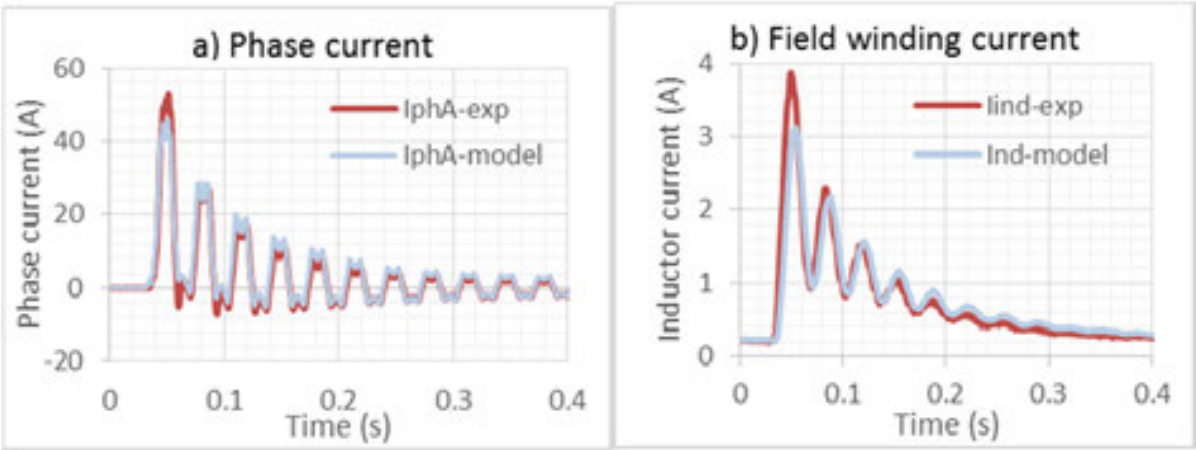 a) Phase current
60
40
20
0
-20
Phase current (A)
IphA-exp
IphA-model
0 0.1 0.2 0.3 0.4
Time (s)
b) Field winding current
4
3
2
1
0
Inductor current (A)
Iind-exp
Ind-model
0 0.1 0.2 0.3 0.4
Time (s)